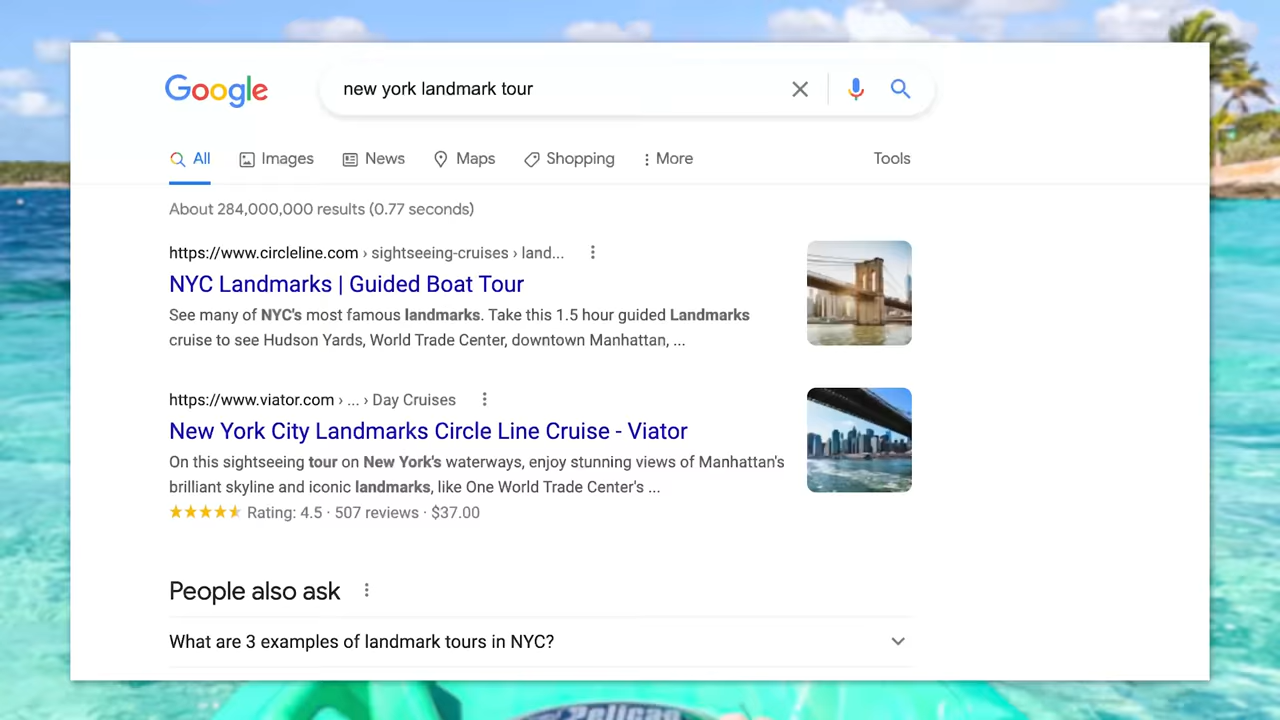 Google
new york landmark tour
All Images News Maps Shopping More Tools
About 284,000,000 results (0.77 seconds)
https://www.circleline.com › sightseeing-cruises › land...
NYC Landmarks | Guided Boat Tour
See many of NYC's most famous landmarks. Take this 1.5 hour guided Landmarks
cruise to see Hudson Yards, World Trade Center, downtown Manhattan, ...
https://www.viator.com › ... › Day Cruises
New York City Landmarks Circle Line Cruise - Viator
On this sightseeing tour on New York's waterways, enjoy stunning views of Manhattan's
brilliant skyline and iconic landmarks, like One World Trade Center's ...
Rating: 4.5 · 507 reviews · $37.00
People also ask
What are 3 examples of landmark tours in NYC?
Pelican